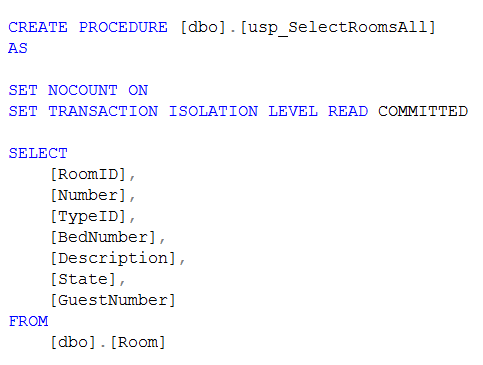 CREATE PROCEDURE [dbo].[usp_SelectRoomsAll]
AS
SET NOCOUNT ON
SET TRANSACTION ISOLATION LEVEL READ COMMITTED
SELECT
[RoomID],
[Number],
[TypeID],
[BedNumber],
[Description],
[State],
[GuestNumber]
FROM
[dbo].[Room]